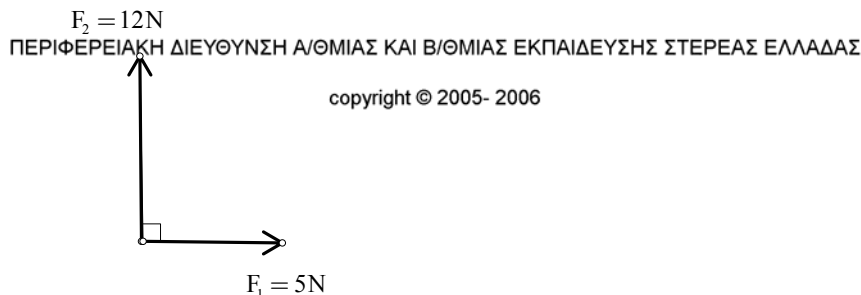 F₂ = 12N
ΠΕΡΙΦΕΡΕΙΑΚΗ ΔΙΕΥΘΥΝΣΗ Α/ΘΜΙΑΣ ΚΑΙ Β/ΘΜΙΑΣ ΕΚΠΑΙΔΕΥΣΗΣ ΣΤΕΡΕΑΣ ΕΛΛΑΔΑΣ
copyright © 2005- 2006
F₁ = 5N